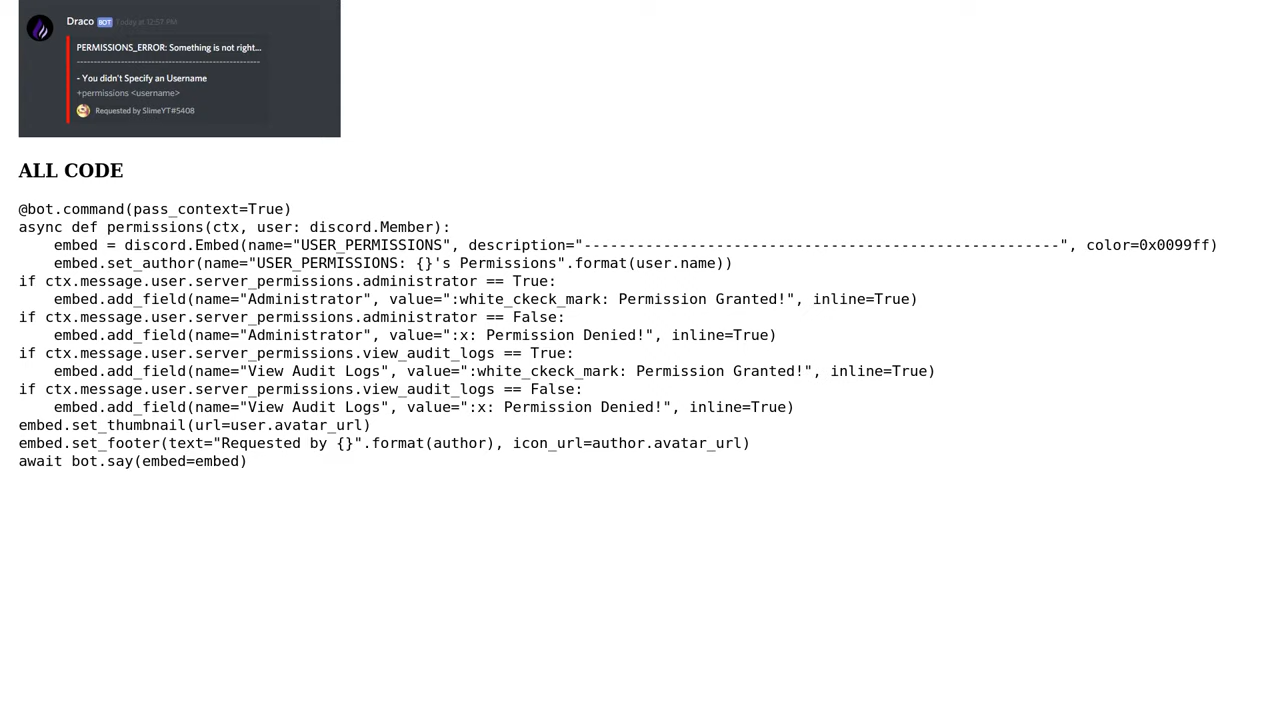 Draco BOT Today at 12:57 PM
PERMISSIONS_ERROR: Something is not right...
------------------------------------------------------
- You didn't Specify an Username
+permissions <username>
Requested by SlimeYT#5408
ALL CODE
@bot.command(pass_context=True)
async def permissions(ctx, user: discord.Member):
    embed = discord.Embed(name="USER_PERMISSIONS", description="------------------------------------------------------", color=0x0099ff)
    embed.set_author(name="USER_PERMISSIONS: {}'s Permissions".format(user.name))
if ctx.message.user.server_permissions.administrator == True:
    embed.add_field(name="Administrator", value=":white_ckeck_mark: Permission Granted!", inline=True)
if ctx.message.user.server_permissions.administrator == False:
    embed.add_field(name="Administrator", value=":x: Permission Denied!", inline=True)
if ctx.message.user.server_permissions.view_audit_logs == True:
    embed.add_field(name="View Audit Logs", value=":white_ckeck_mark: Permission Granted!", inline=True)
if ctx.message.user.server_permissions.view_audit_logs == False:
    embed.add_field(name="View Audit Logs", value=":x: Permission Denied!", inline=True)
embed.set_thumbnail(url=user.avatar_url)
embed.set_footer(text="Requested by {}".format(author), icon_url=author.avatar_url)
await bot.say(embed=embed)